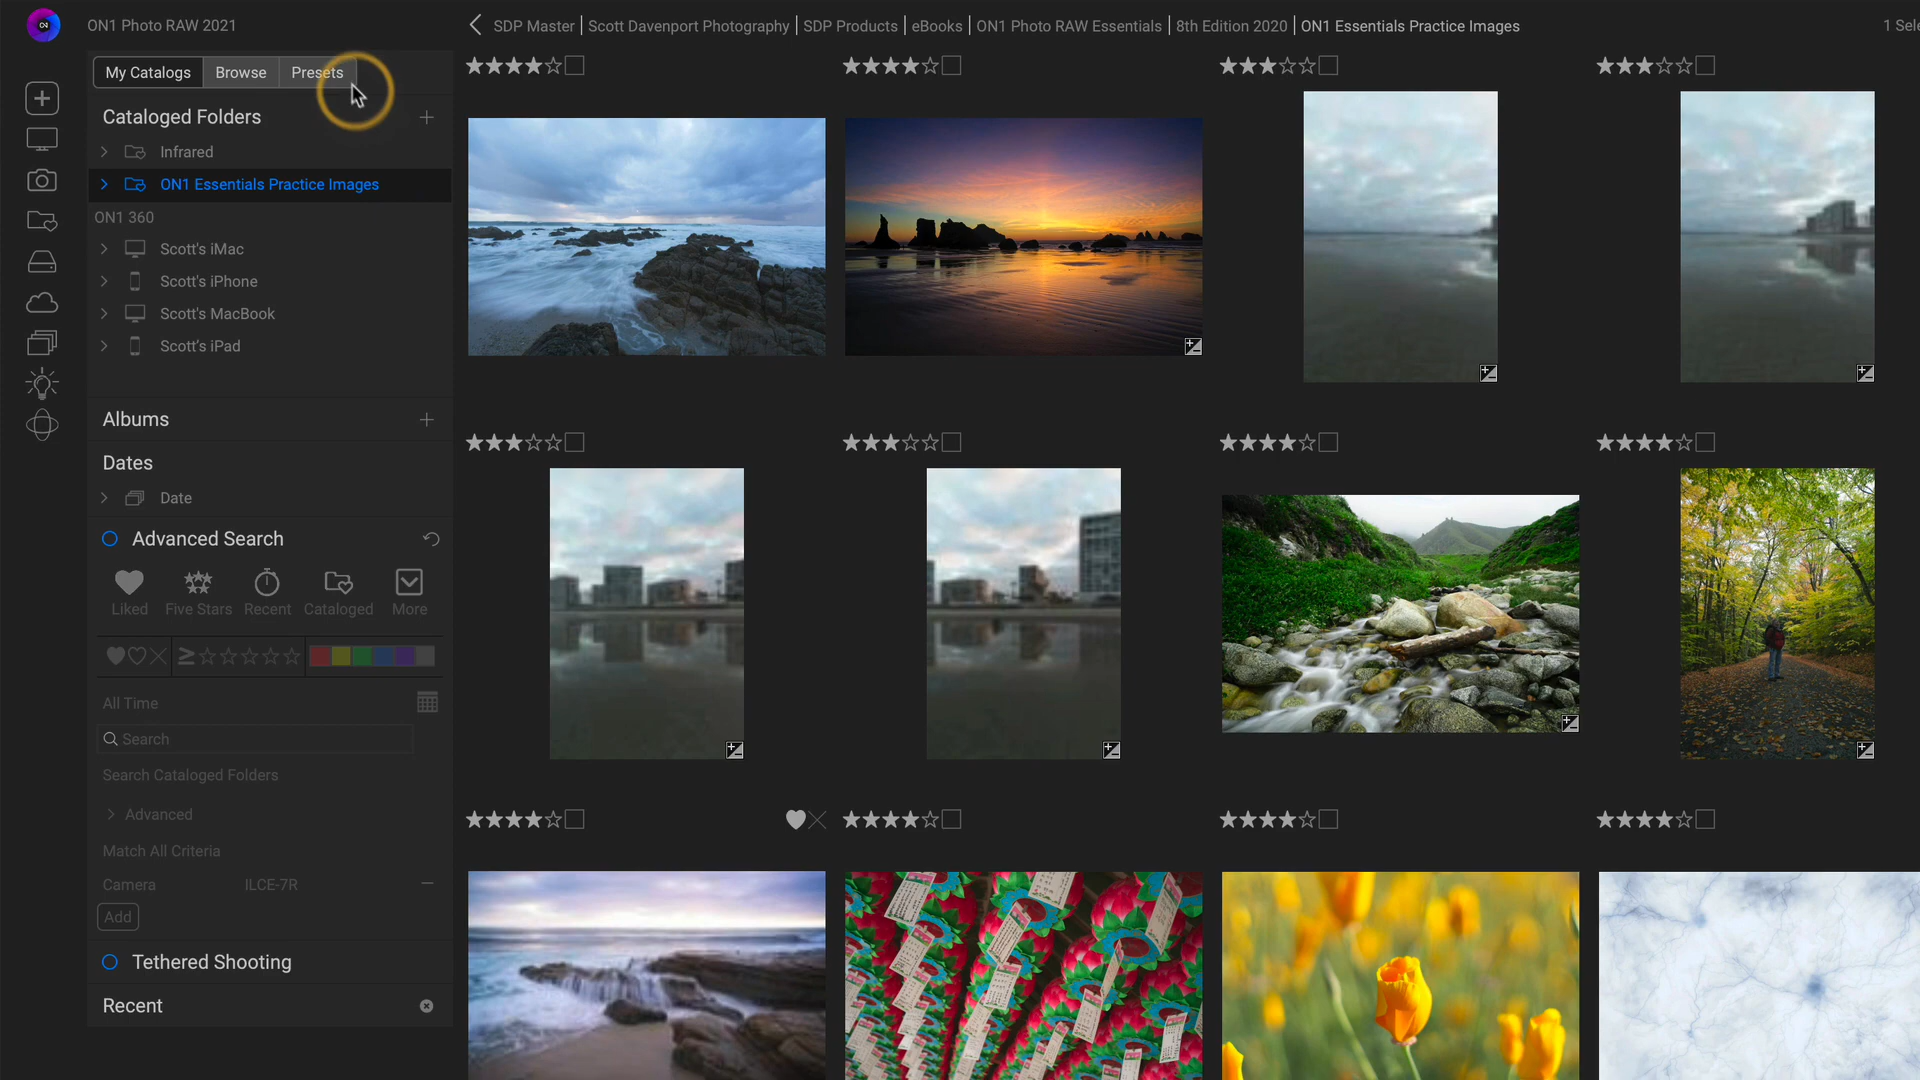 ON1 Photo RAW 2021
SDP Master | Scott Davenport Photography | SDP Products | eBooks | ON1 Photo RAW Essentials | 8th Edition 2020 | ON1 Essentials Practice Images
1 Sele
My Catalogs
Browse
Presets
Cataloged Folders
Infrared
ON1 Essentials Practice Images
ON1 360
Scott's iMac
Scott's iPhone
Scott's MacBook
Scott's iPad
Albums
Dates
Date
Advanced Search
Liked
Five Stars
Recent
Cataloged
More
All Time
Search
Search Cataloged Folders
Advanced
Match All Criteria
Camera
ILCE-7R
Add
Tethered Shooting
Recent